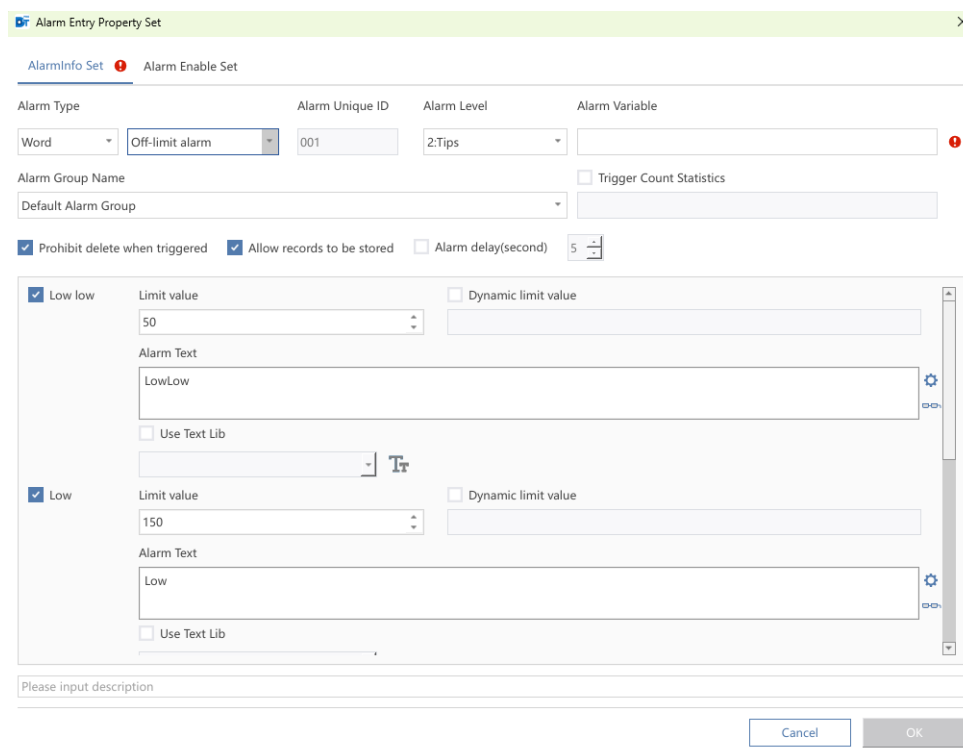 Alarm Entry Property Set
AlarmInfo Set Alarm Enable Set
Alarm Type Alarm Unique ID Alarm Level Alarm Variable
Word Off-limit alarm 001 2:Tips
Alarm Group Name Trigger Count Statistics
Default Alarm Group
Prohibit delete when triggered Allow records to be stored Alarm delay(second) 5
Low low Limit value Dynamic limit value
50
Alarm Text
LowLow
Use Text Lib
Low Limit value Dynamic limit value
150
Alarm Text
Low
Use Text Lib
Please input description
Cancel OK